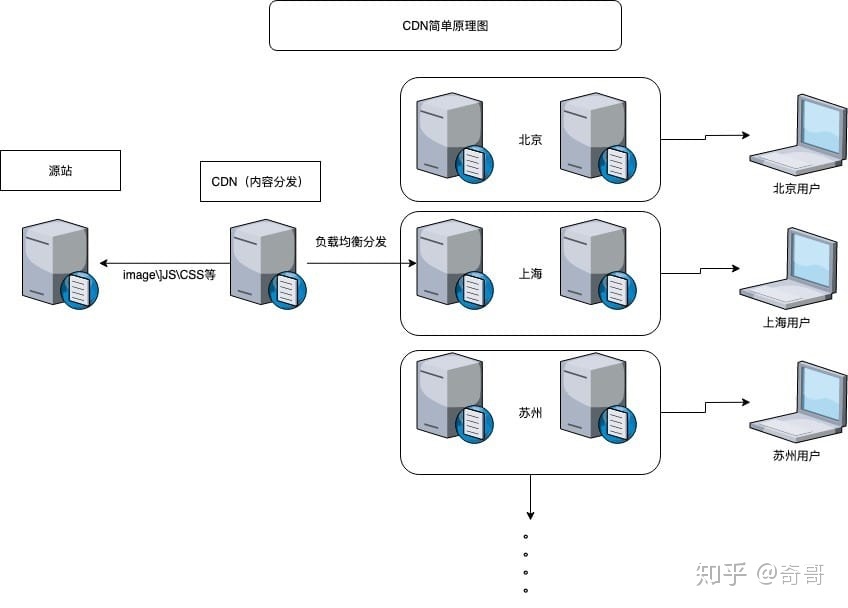 CDN简单原理图
北京
源站
CDN（内容分发）
北京用户
负载均衡分发
image\]JS\CSS等
上海
上海用户
苏州
苏州用户
知乎 @奇哥